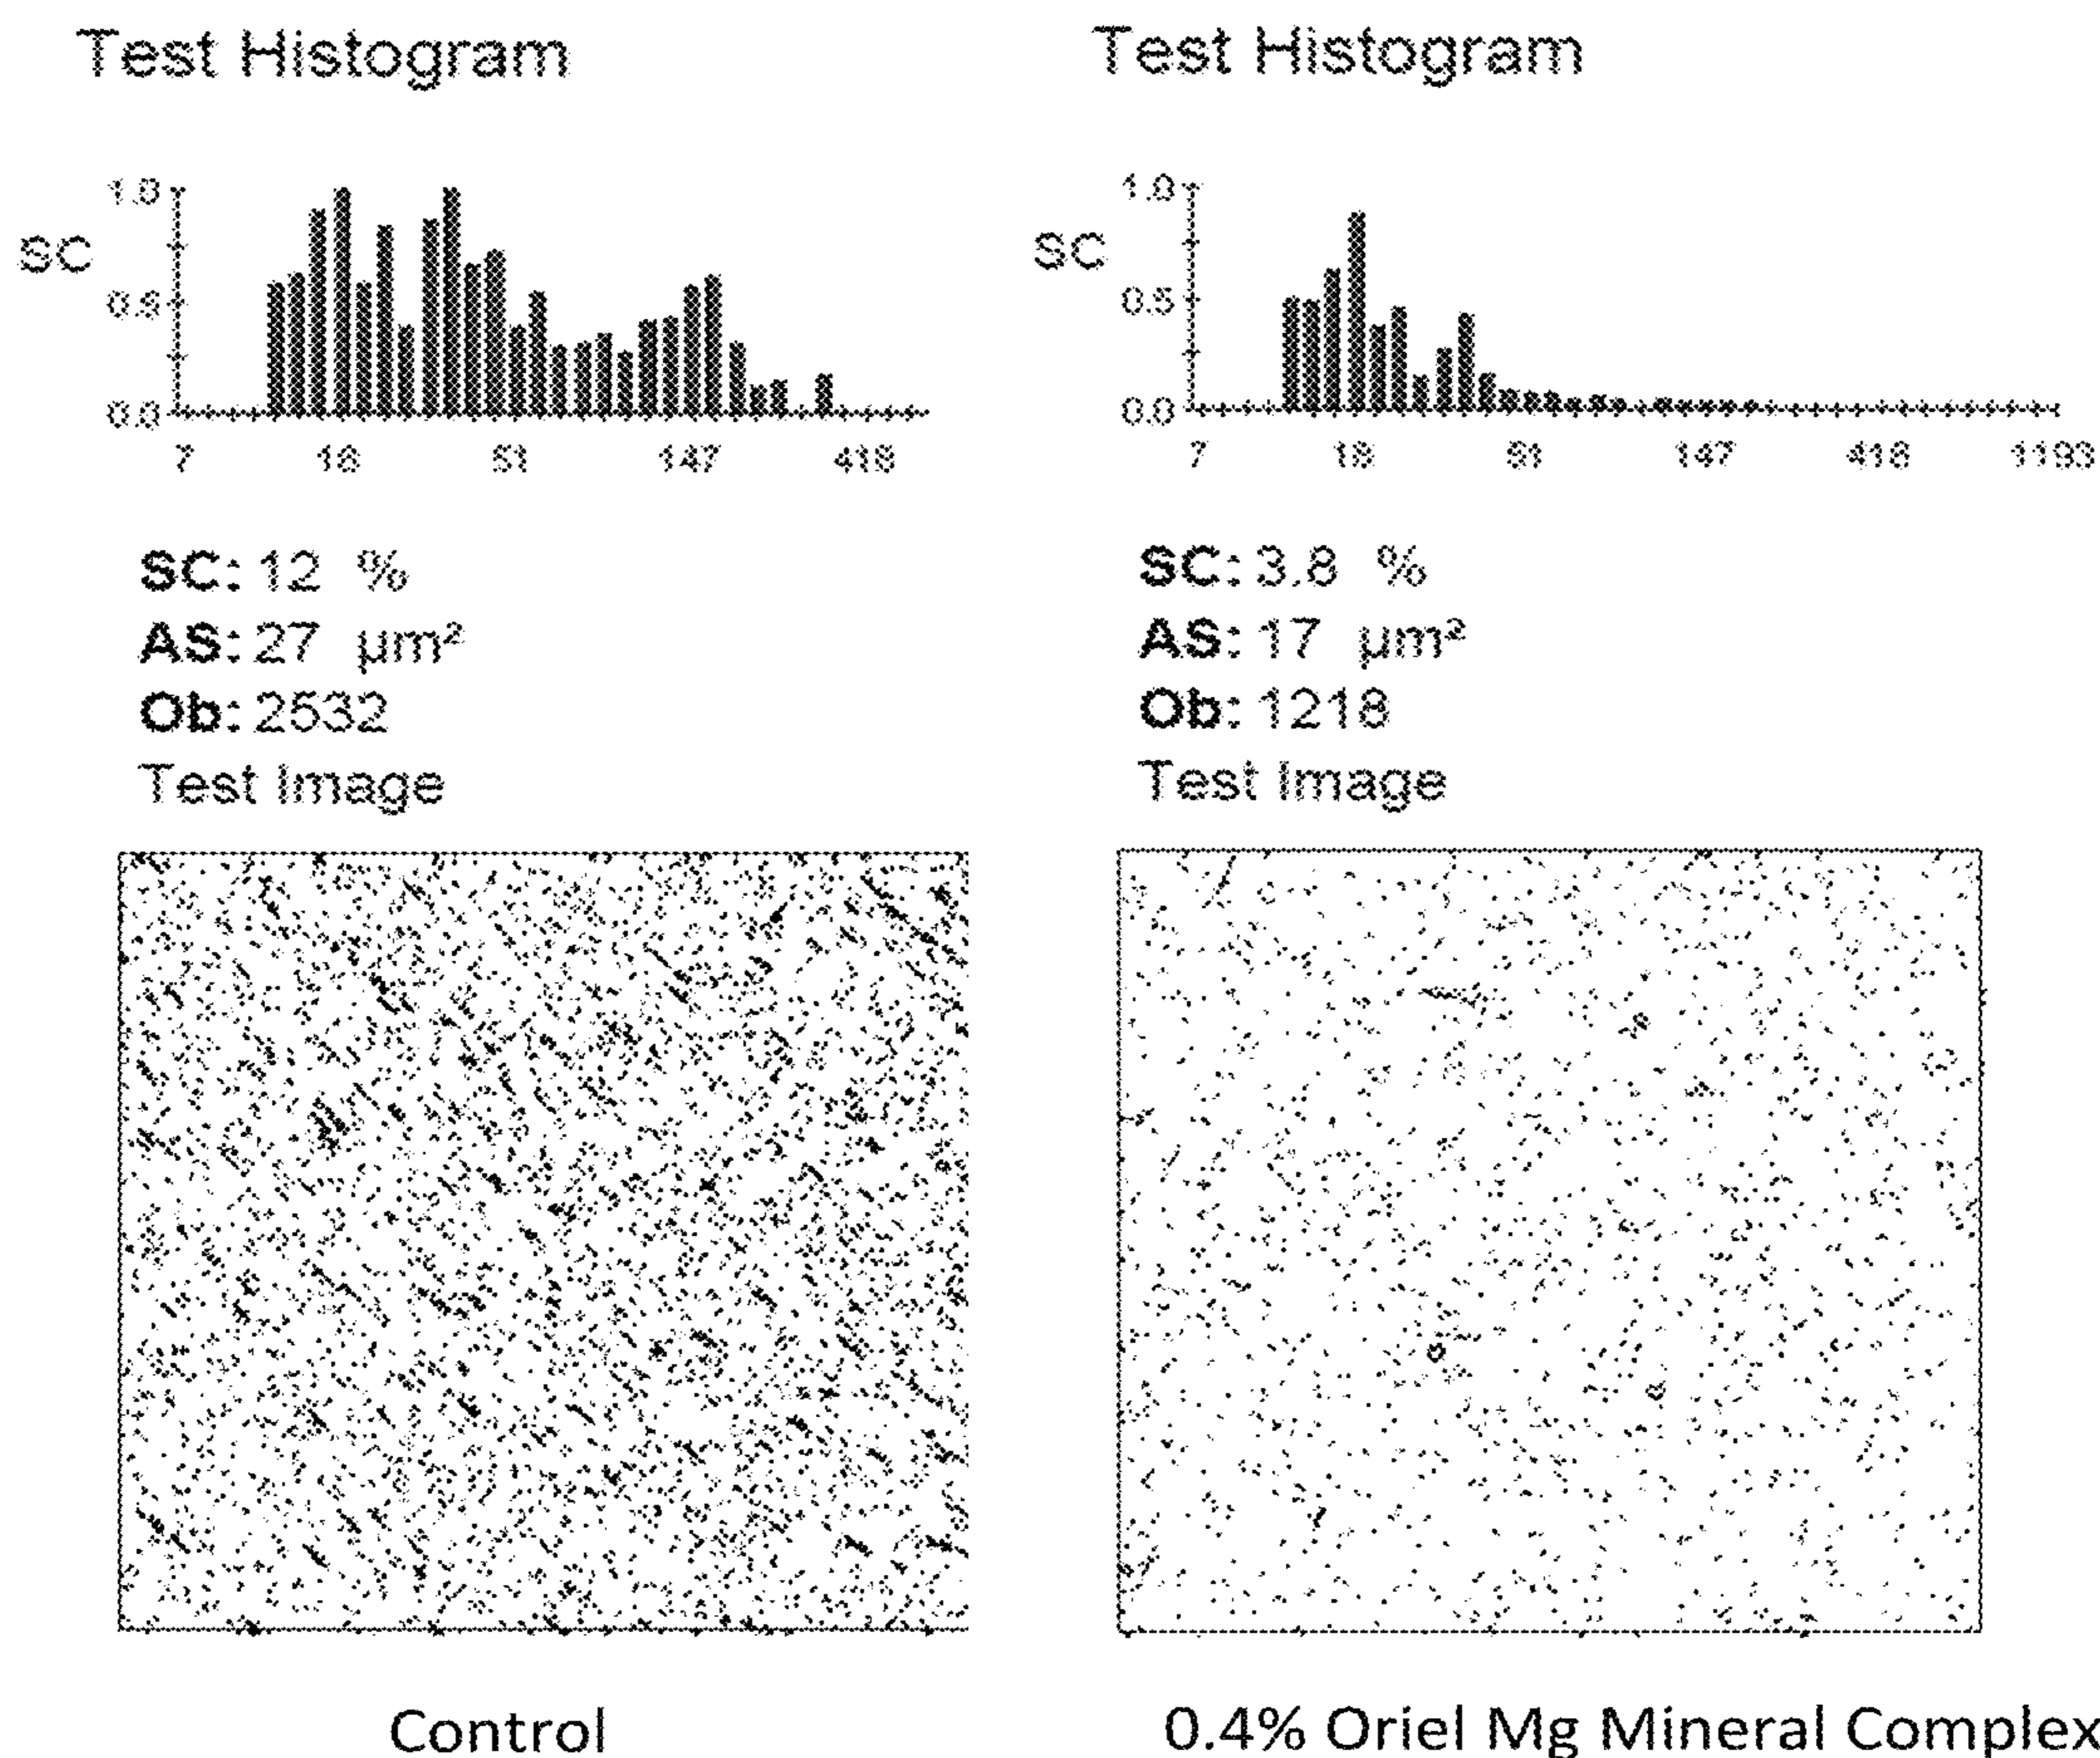 Test Histogram
1.0
SC
0.5
0.0
7 18 51 147 418
SC: 12 %
AS: 27 µm²
Ob: 2532
Test Image
Control
Test Histogram
1.0
SC
0.5
0.0
7 18 51 147 418 1193
SC: 3.8 %
AS: 17 µm²
Ob: 1218
Test Image
0.4% Oriel Mg Mineral Complex